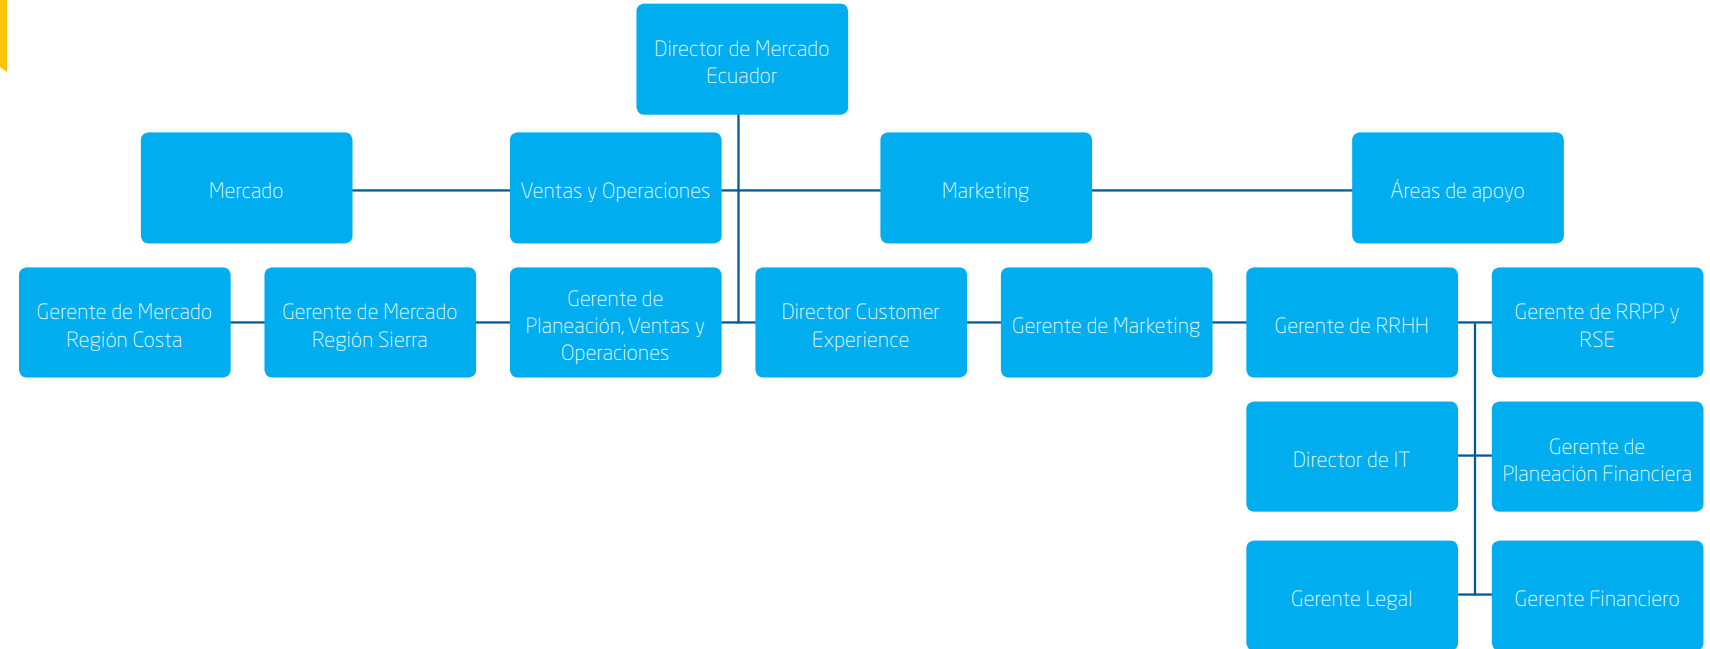 Director de Mercado
Ecuador
Mercado
Ventas y Operaciones
Marketing
Áreas de apoyo
Gerente de Mercado
Región Costa
Gerente de Mercado
Región Sierra
Gerente de
Planeación, Ventas y
Operaciones
Director Customer
Experience
Gerente de Marketing
Gerente de RRHH
Gerente de RRPP y
RSE
Director de IT
Gerente de
Planeación Financiera
Gerente Legal
Gerente Financiero